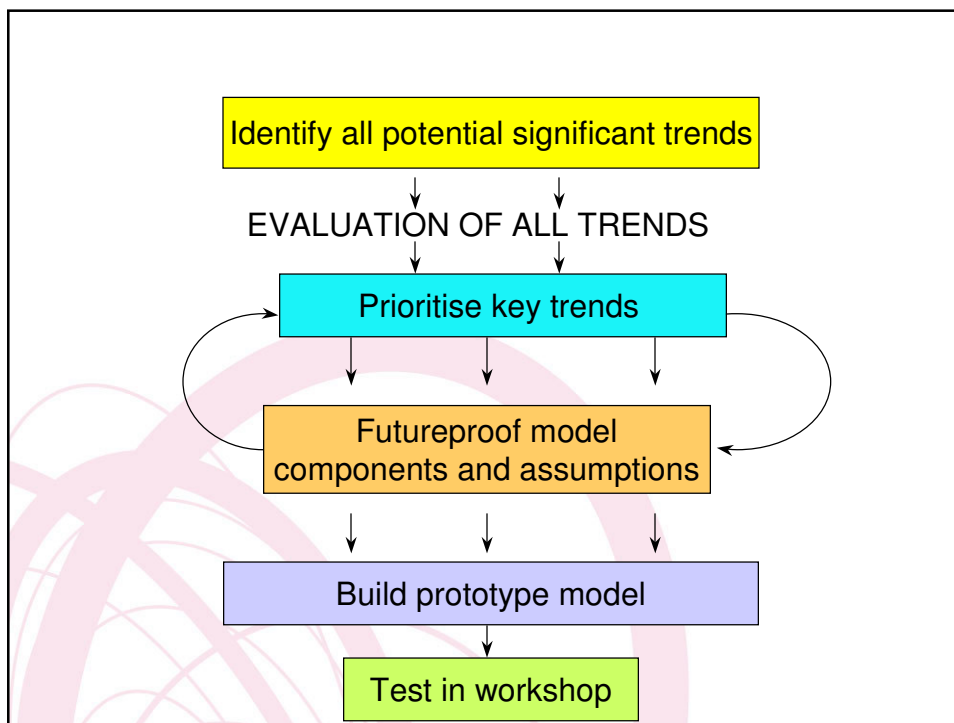 Identify all potential significant trends
EVALUATION OF ALL TRENDS
Prioritise key trends
Futureproof model
components and assumptions
Build prototype model
Test in workshop